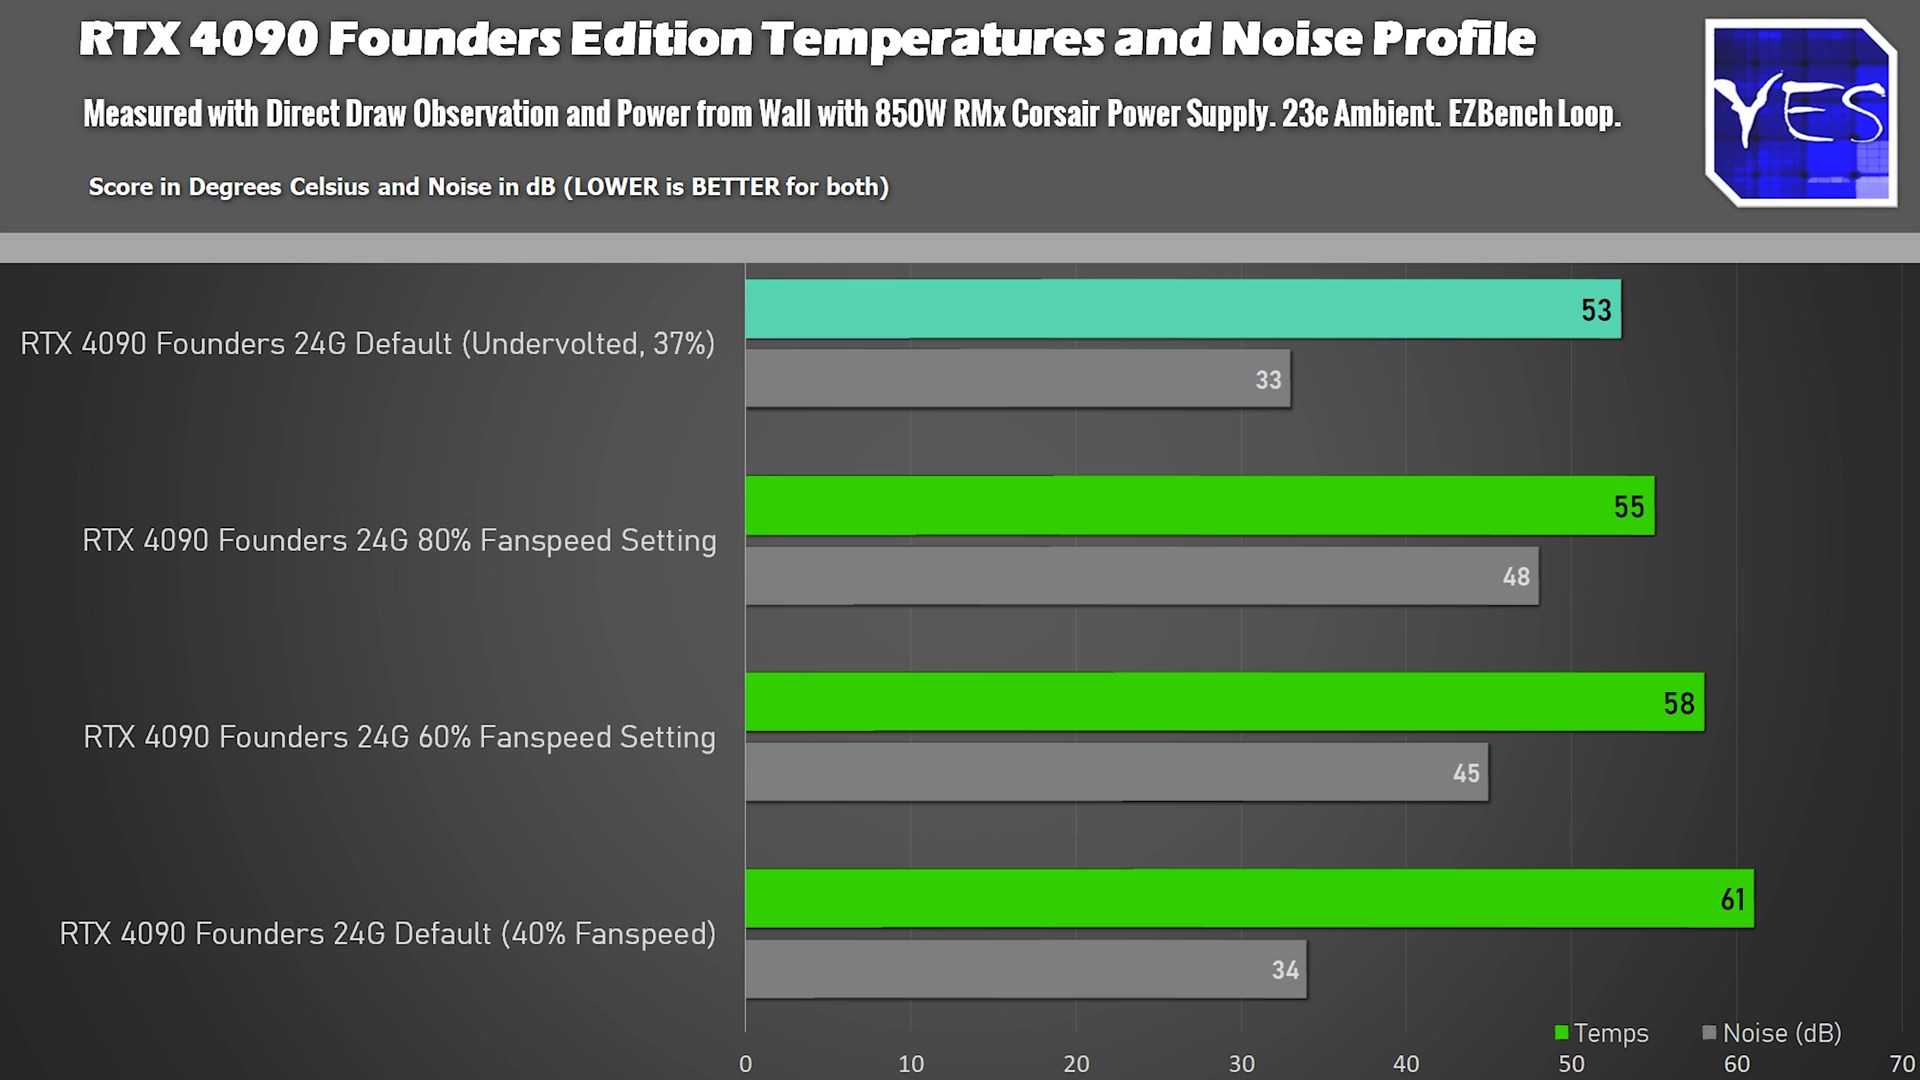 RTX 4090 Founders Edition Temperatures and Noise Profile
YES
Measured with Direct Draw Observation and Power from Wall with 850W RMx Corsair Power Supply. 23c Ambient. EZBench Loop.
Score in Degrees Celsius and Noise in dB (LOWER is BETTER for both)
RTX 4090 Founders 24G Default (Undervolted, 37%)
53
33
RTX 4090 Founders 24G 80% Fanspeed Setting
55
48
RTX 4090 Founders 24G 60% Fanspeed Setting
58
45
RTX 4090 Founders 24G Default (40% Fanspeed)
61
34
Temps Noise (dB)
0 10 20 30 40 50 60 70